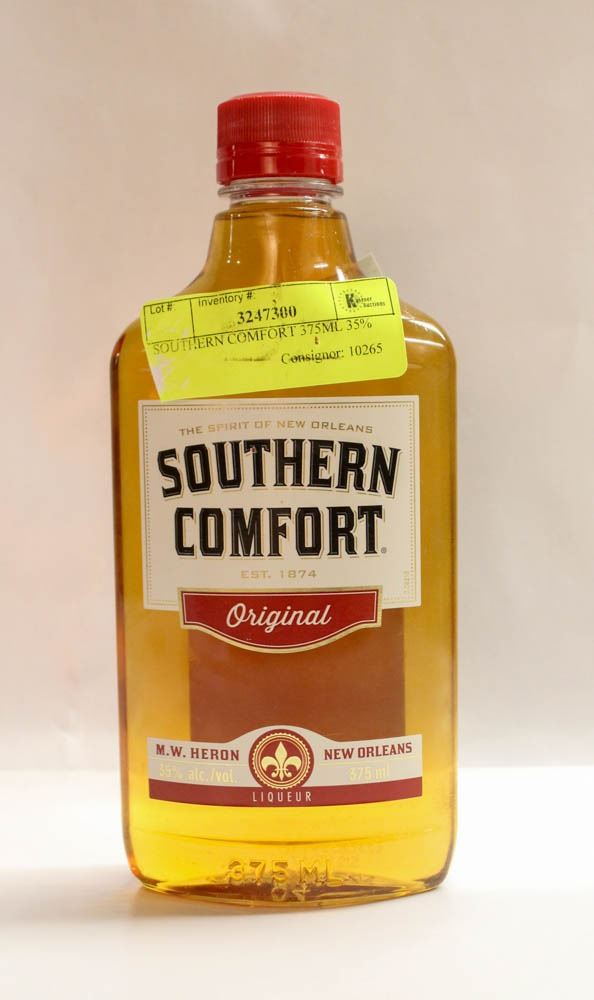 Lot #:
Inventory #:
3247300
SOUTHERN COMFORT 375ML 35%
Consignor: 10265
THE SPIRIT OF NEW ORLEANS
SOUTHERN
COMFORT®
EST. 1874
Original
M.W. HERON NEW ORLEANS
35% alc./vol. 375 ml
LIQUEUR
375 ML